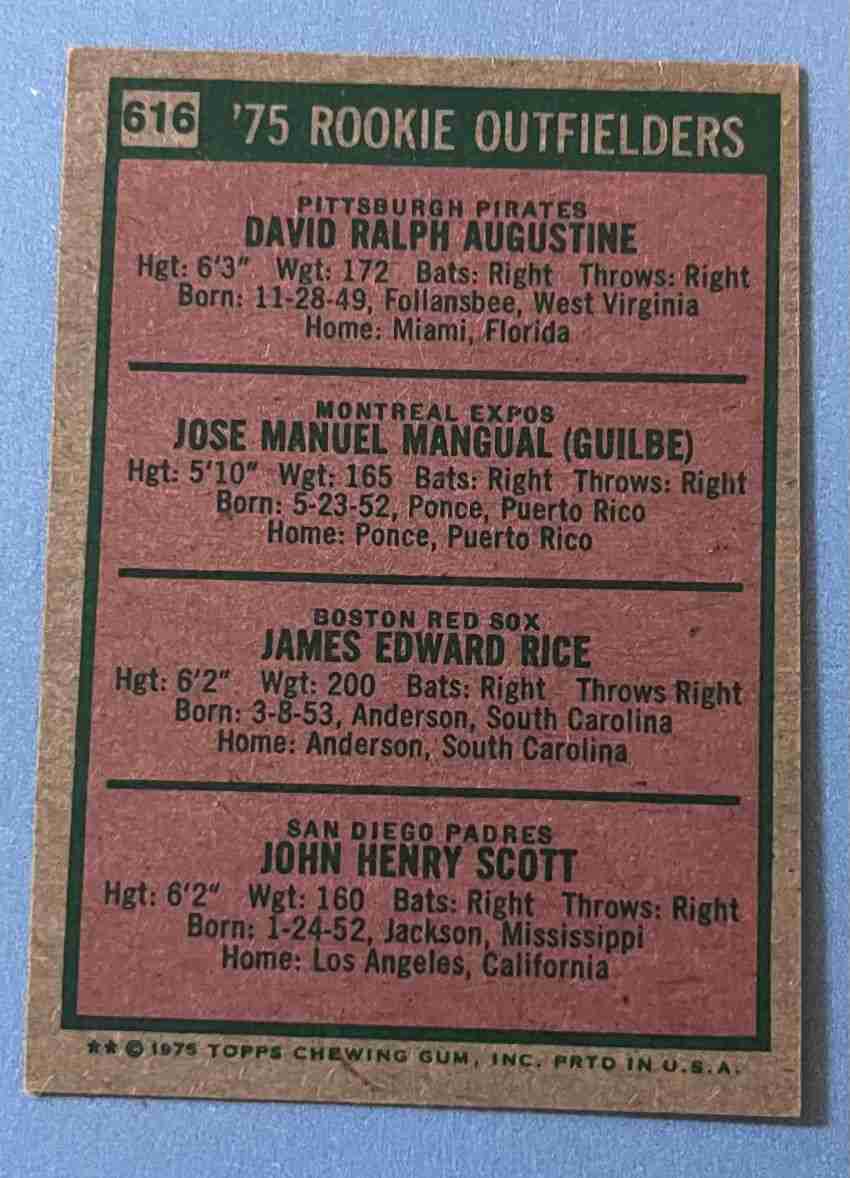 616 '75 ROOKIE OUTFIELDERS
PITTSBURGH PIRATES
DAVID RALPH AUGUSTINE
Hgt: 6'3" Wgt: 172 Bats: Right Throws: Right
Born: 11-28-49, Follansbee, West Virginia
Home: Miami, Florida
MONTREAL EXPOS
JOSE MANUEL MANGUAL (GUILBE)
Hgt: 5'10" Wgt: 165 Bats: Right Throws: Right
Born: 5-23-52, Ponce, Puerto Rico
Home: Ponce, Puerto Rico
BOSTON RED SOX
JAMES EDWARD RICE
Hgt: 6'2" Wgt: 200 Bats: Right Throws Right
Born: 3-8-53, Anderson, South Carolina
Home: Anderson, South Carolina
SAN DIEGO PADRES
JOHN HENRY SCOTT
Hgt: 6'2" Wgt: 160 Bats: Right Throws: Right
Born: 1-24-52, Jackson, Mississippi
Home: Los Angeles, California
** © 1975 TOPPS CHEWING GUM, INC. PRTD IN U.S.A.